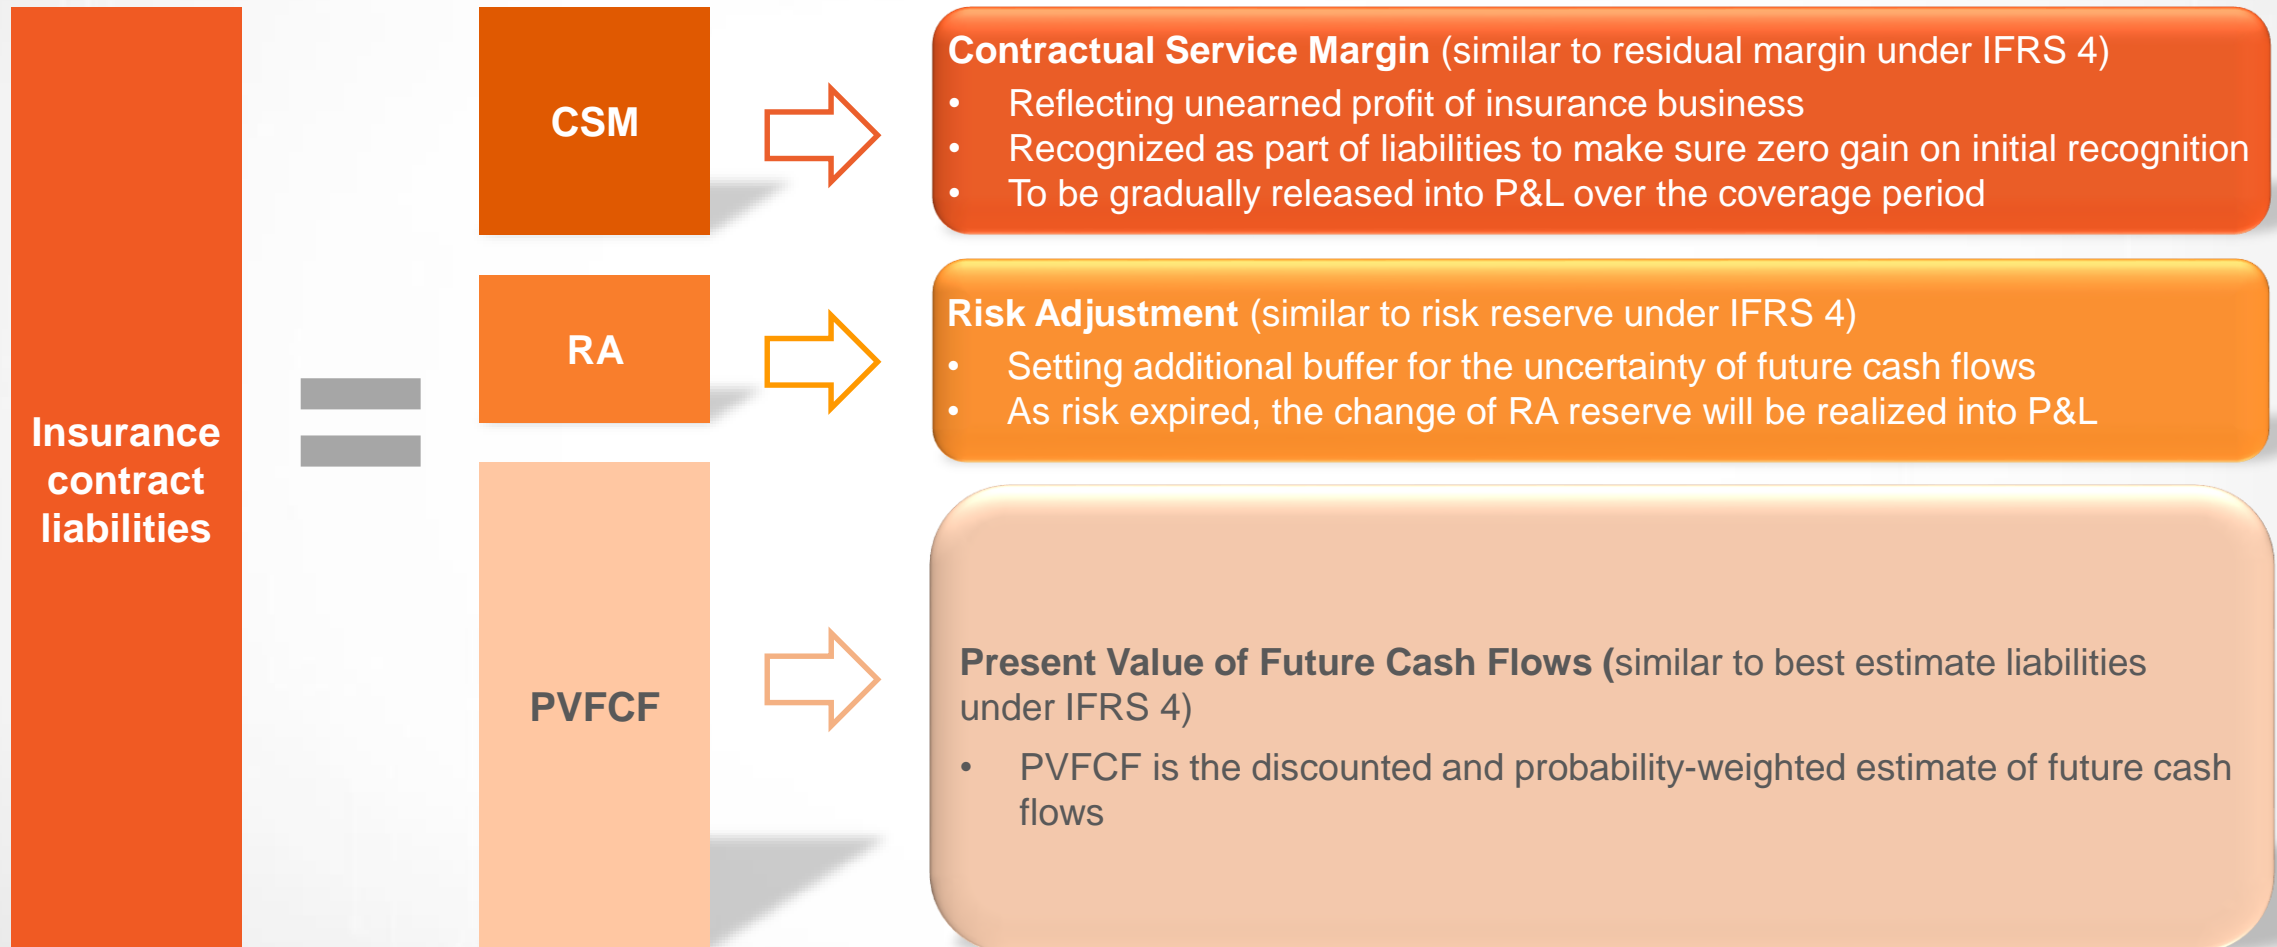 Insurance
contract
liabilities
CSM
Contractual Service Margin (similar to residual margin under IFRS 4)
• Reflecting unearned profit of insurance business
• Recognized as part of liabilities to make sure zero gain on initial recognition
• To be gradually released into P&L over the coverage period
RA
Risk Adjustment (similar to risk reserve under IFRS 4)
• Setting additional buffer for the uncertainty of future cash flows
• As risk expired, the change of RA reserve will be realized into P&L
PVFCF
Present Value of Future Cash Flows (similar to best estimate liabilities
under IFRS 4)
• PVFCF is the discounted and probability-weighted estimate of future cash
flows